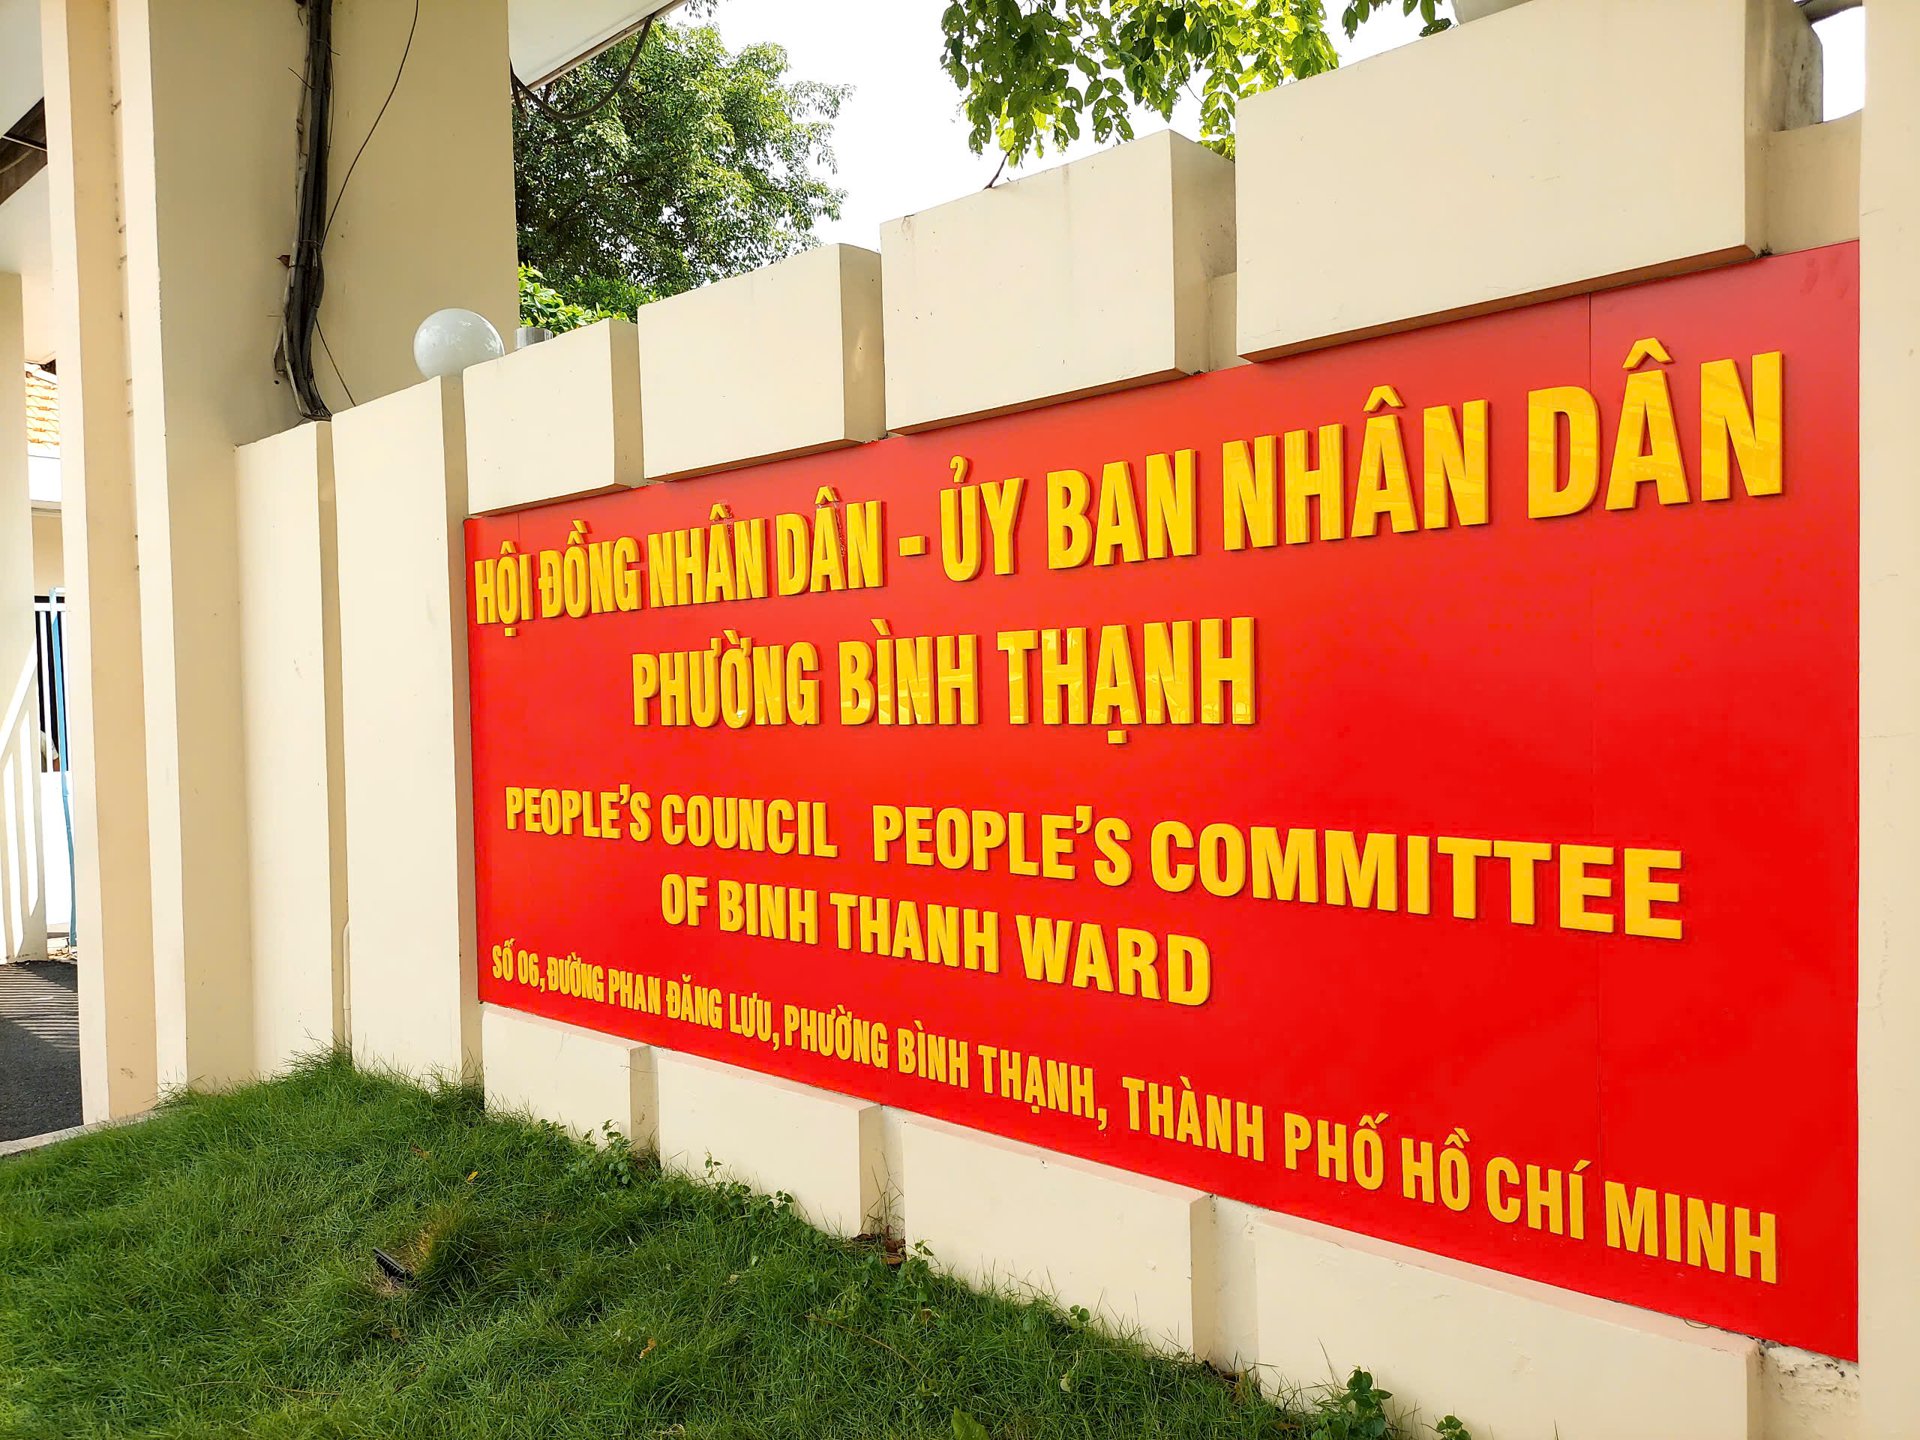 HỘI ĐỒNG NHÂN DÂN - ỦY BAN NHÂN DÂN
PHƯỜNG BÌNH THẠNH
PEOPLE'S COUNCIL PEOPLE'S COMMITTEE
OF BINH THANH WARD
SỐ 06, ĐƯỜNG PHAN ĐĂNG LƯU, PHƯỜNG BÌNH THẠNH, THÀNH PHỐ HỒ CHÍ MINH